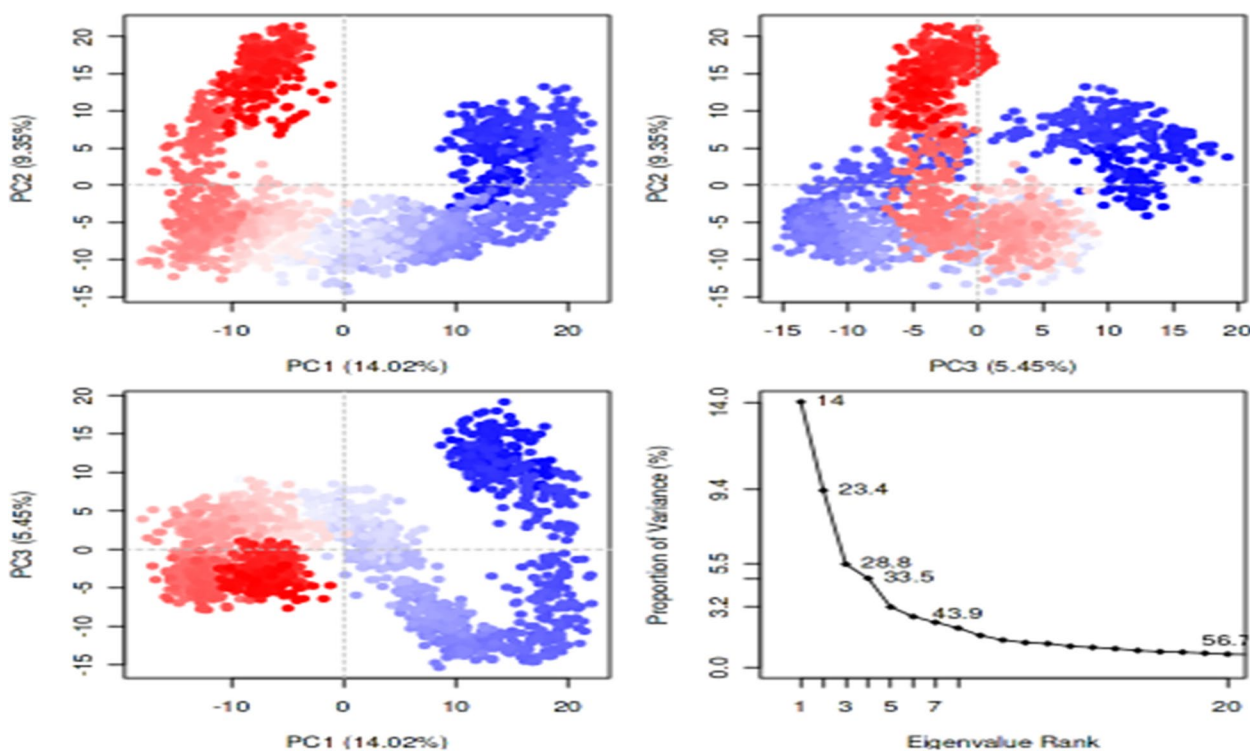 PC2 (9.35%)
20
15
10
5
0
-5
-10
-15
-10 0 10 20
PC1 (14.02%)
PC2 (9.35%)
20
15
10
5
0
-5
-10
-15
-15 -10 -5 0 5 10 15 20
PC3 (5.45%)
PC3 (5.45%)
20
15
10
5
0
-5
-10
-15
-10 0 10 20
PC1 (14.02%)
Proportion of Variance (%)
14.0
9.4
5.5
3.2
0.0
14
23.4
28.8
33.5
43.9
56.7
1 3 5 7 20
Eigenvalue Rank